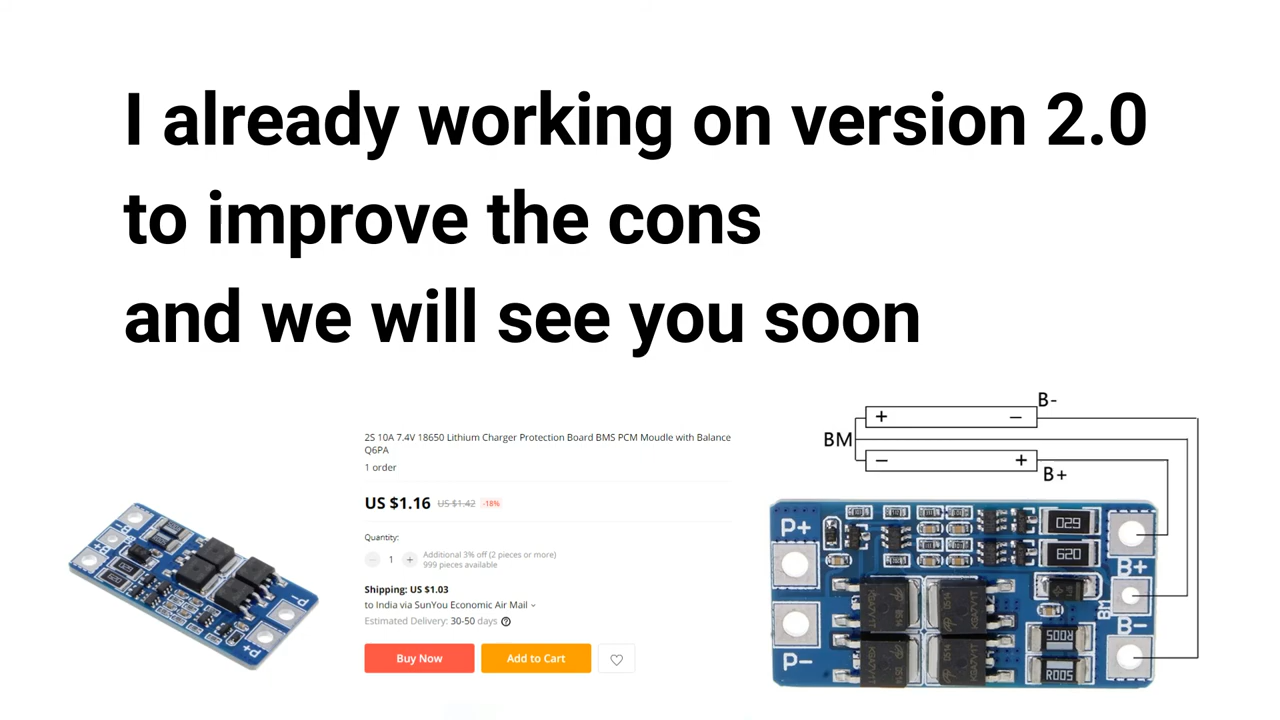 I already working on version 2.0
to improve the cons
and we will see you soon
2S 10A 7.4V 18650 Lithium Charger Protection Board BMS PCM Moudle with Balance
Q6PA
1 order
US $1.16 US $1.42 -18%
Quantity:
− 1 + Additional 3% off (2 pieces or more)
999 pieces available
Shipping: US $1.03
to India via SunYou Economic Air Mail
Estimated Delivery: 30-50 days ?
Buy Now Add to Cart
B-
+ −
BM
− +
B+
P+
029
620
B+
BM
B-
R005
R005
P-